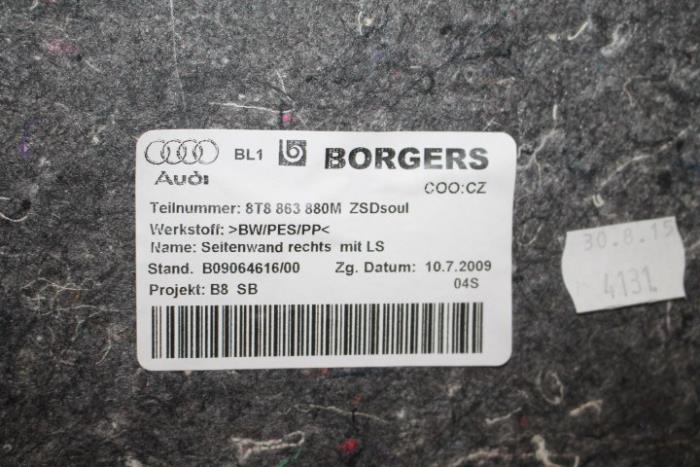 BL1 BORGERS
Audi
COO:CZ
Teilnummer: 8T8 863 880M ZSDsoul
Werkstoff: >BW/PES/PP<
Name: Seitenwand rechts mit LS
Stand. B09064616/00 Zg. Datum: 10.7.2009
Projekt: B8 SB 04S
30.8.15
4131